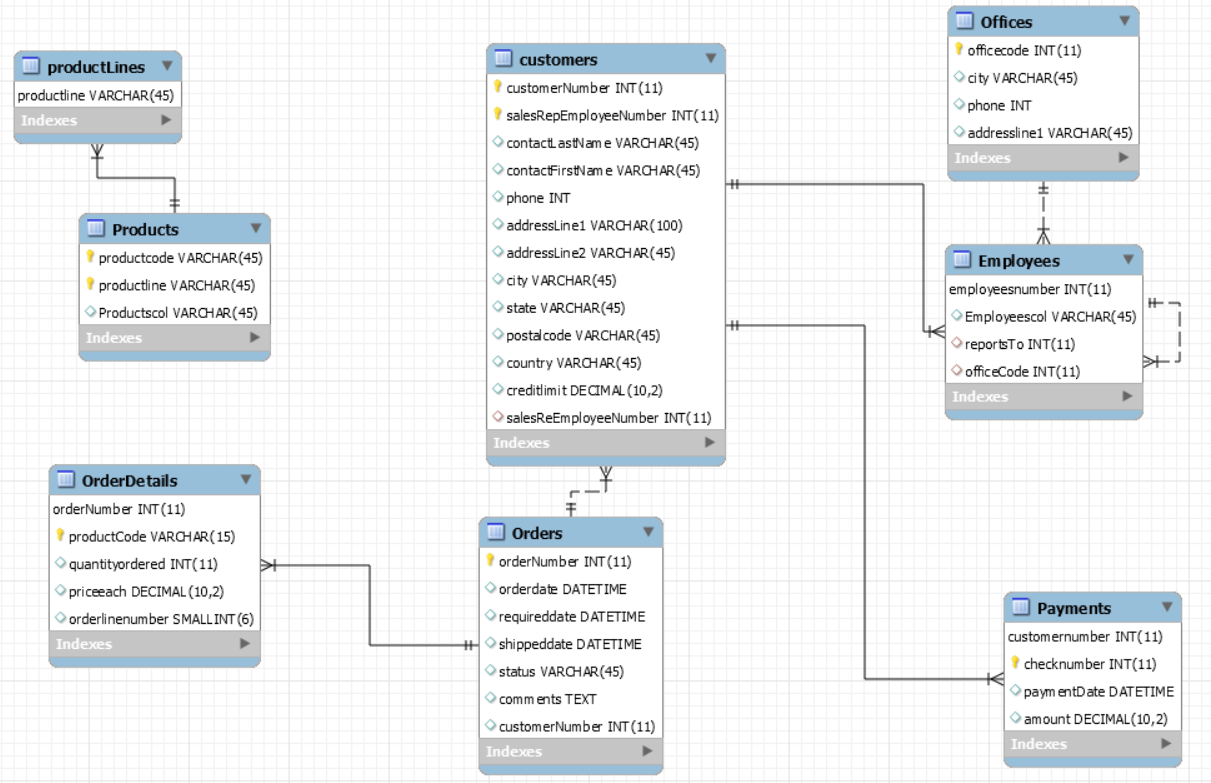 productLines
productline VARCHAR(45)
Indexes
Products
productcode VARCHAR(45)
productline VARCHAR(45)
Productscol VARCHAR(45)
Indexes
customers
customerNumber INT(11)
salesRepEmployeeNumber INT(11)
contactLastName VARCHAR(45)
contactFirstName VARCHAR(45)
phone INT
addressLine1 VARCHAR(100)
addressLine2 VARCHAR(45)
city VARCHAR(45)
state VARCHAR(45)
postalcode VARCHAR(45)
country VARCHAR(45)
creditlimit DECIMAL(10,2)
salesReEmployeeNumber INT(11)
Indexes
Offices
officecode INT(11)
city VARCHAR(45)
phone INT
addressline1 VARCHAR(45)
Indexes
Employees
employeesnumber INT(11)
Employeescol VARCHAR(45)
reportsTo INT(11)
officeCode INT(11)
Indexes
OrderDetails
orderNumber INT(11)
productCode VARCHAR(15)
quantityordered INT(11)
priceeach DECIMAL(10,2)
orderlinenumber SMALLINT(6)
Indexes
Orders
orderNumber INT(11)
orderdate DATETIME
requireddate DATETIME
shippeddate DATETIME
status VARCHAR(45)
comments TEXT
customerNumber INT(11)
Indexes
Payments
customernumber INT(11)
checknumber INT(11)
paymentDate DATETIME
amount DECIMAL(10,2)
Indexes